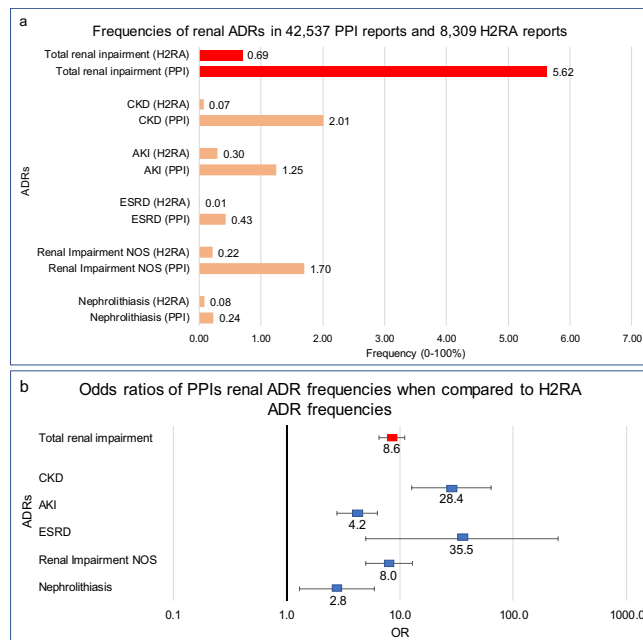 a
Frequencies of renal ADRs in 42,537 PPI reports and 8,309 H2RA reports
Total renal inpairment (H2RA)
0.69
Total renal inpairment (PPI)
5.62
CKD (H2RA)
0.07
CKD (PPI)
2.01
AKI (H2RA)
0.30
AKI (PPI)
1.25
ADRs
ESRD (H2RA)
0.01
ESRD (PPI)
0.43
Renal Impairment NOS (H2RA)
0.22
Renal Impairment NOS (PPI)
1.70
Nephrolithiasis (H2RA)
0.08
Nephrolithiasis (PPI)
0.24
0.00 1.00 2.00 3.00 4.00 5.00 6.00 7.00
Frequency (0-100%)
b
Odds ratios of PPIs renal ADR frequencies when compared to H2RA
ADR frequencies
Total renal impairment
8.6
CKD
28.4
AKI
4.2
ADRs
ESRD
35.5
Renal Impairment NOS
8.0
Nephrolithiasis
2.8
0.1 1.0 10.0 100.0 1000.0
OR